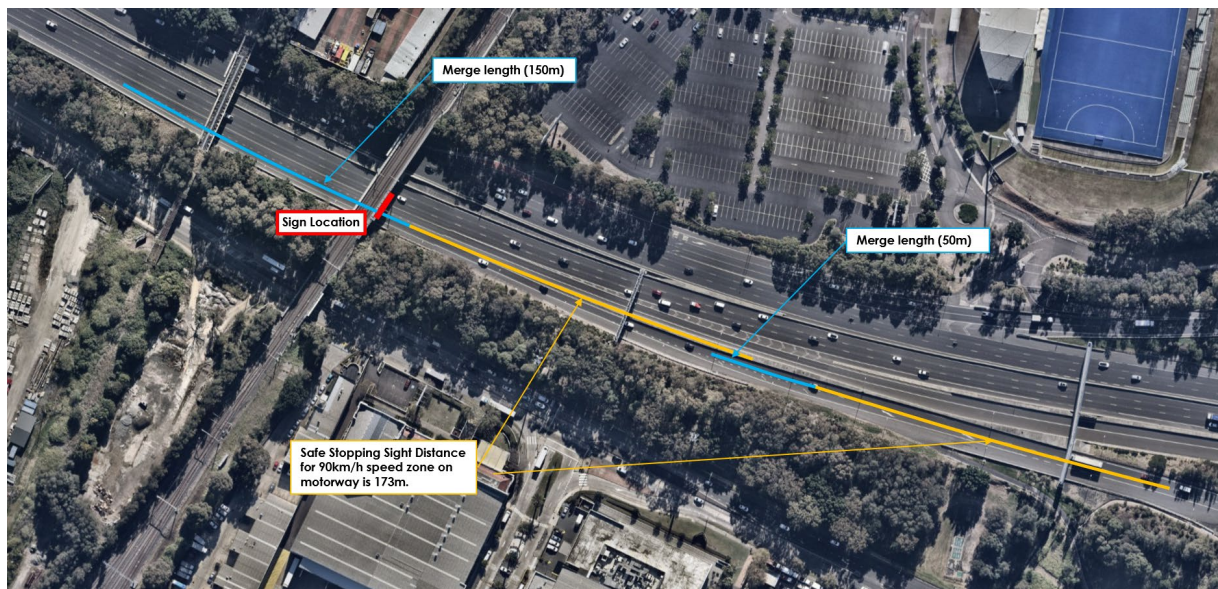 Merge length (150m)
Sign Location
Merge length (50m)
Safe Stopping Sight Distance
for 90km/h speed zone on
motorway is 173m.